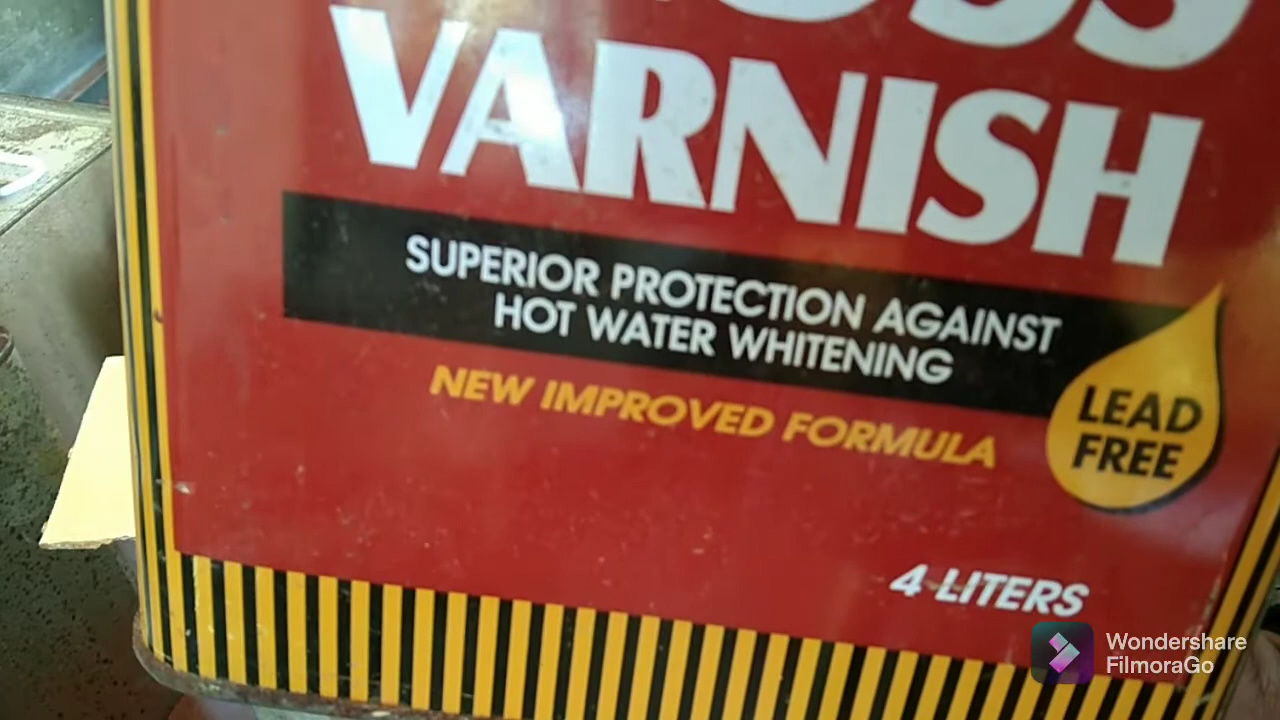 VARNISH
SUPERIOR PROTECTION AGAINST
HOT WATER WHITENING
NEW IMPROVED FORMULA
LEAD
FREE
4 LITERS
Wondershare
FilmoraGo